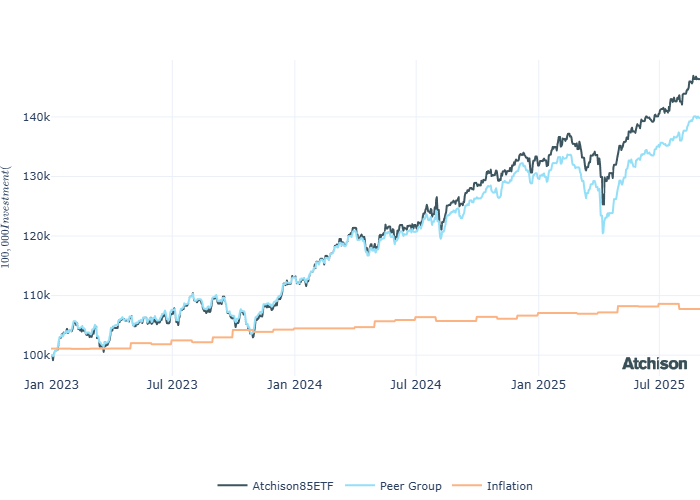 140k
130k
120k
110k
100k
100,000Investment(
Jan 2023
Jul 2023
Jan 2024
Jul 2024
Jan 2025
Jul 2025
Atchison
Atchison85ETF
Peer Group
Inflation